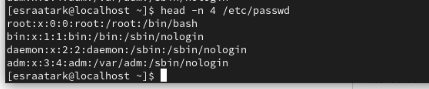 [esraatark@localhost ~]$ head -n 4 /etc/passwd
root:x:0:0:root:/root:/bin/bash
bin:x:1:1:bin:/bin:/sbin/nologin
daemon:x:2:2:daemon:/sbin:/sbin/nologin
adm:x:3:4:adm:/var/adm:/sbin/nologin
[esraatark@localhost ~]$